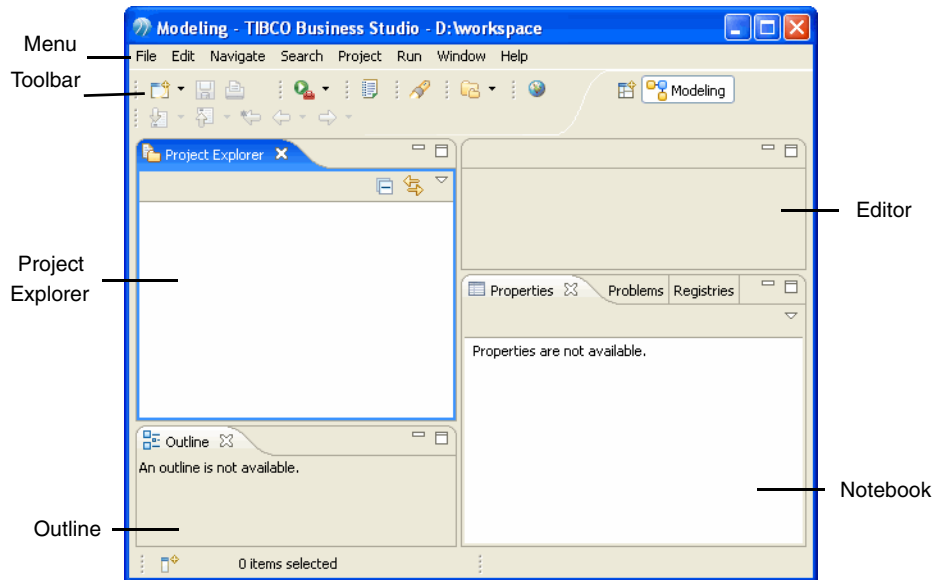 Modeling - TIBCO Business Studio - D:\workspace
Menu
File Edit Navigate Search Project Run Window Help
Toolbar
Modeling
Project Explorer
Editor
Project
Explorer
Properties Problems Registries
Properties are not available.
Outline
An outline is not available.
Notebook
Outline
0 items selected